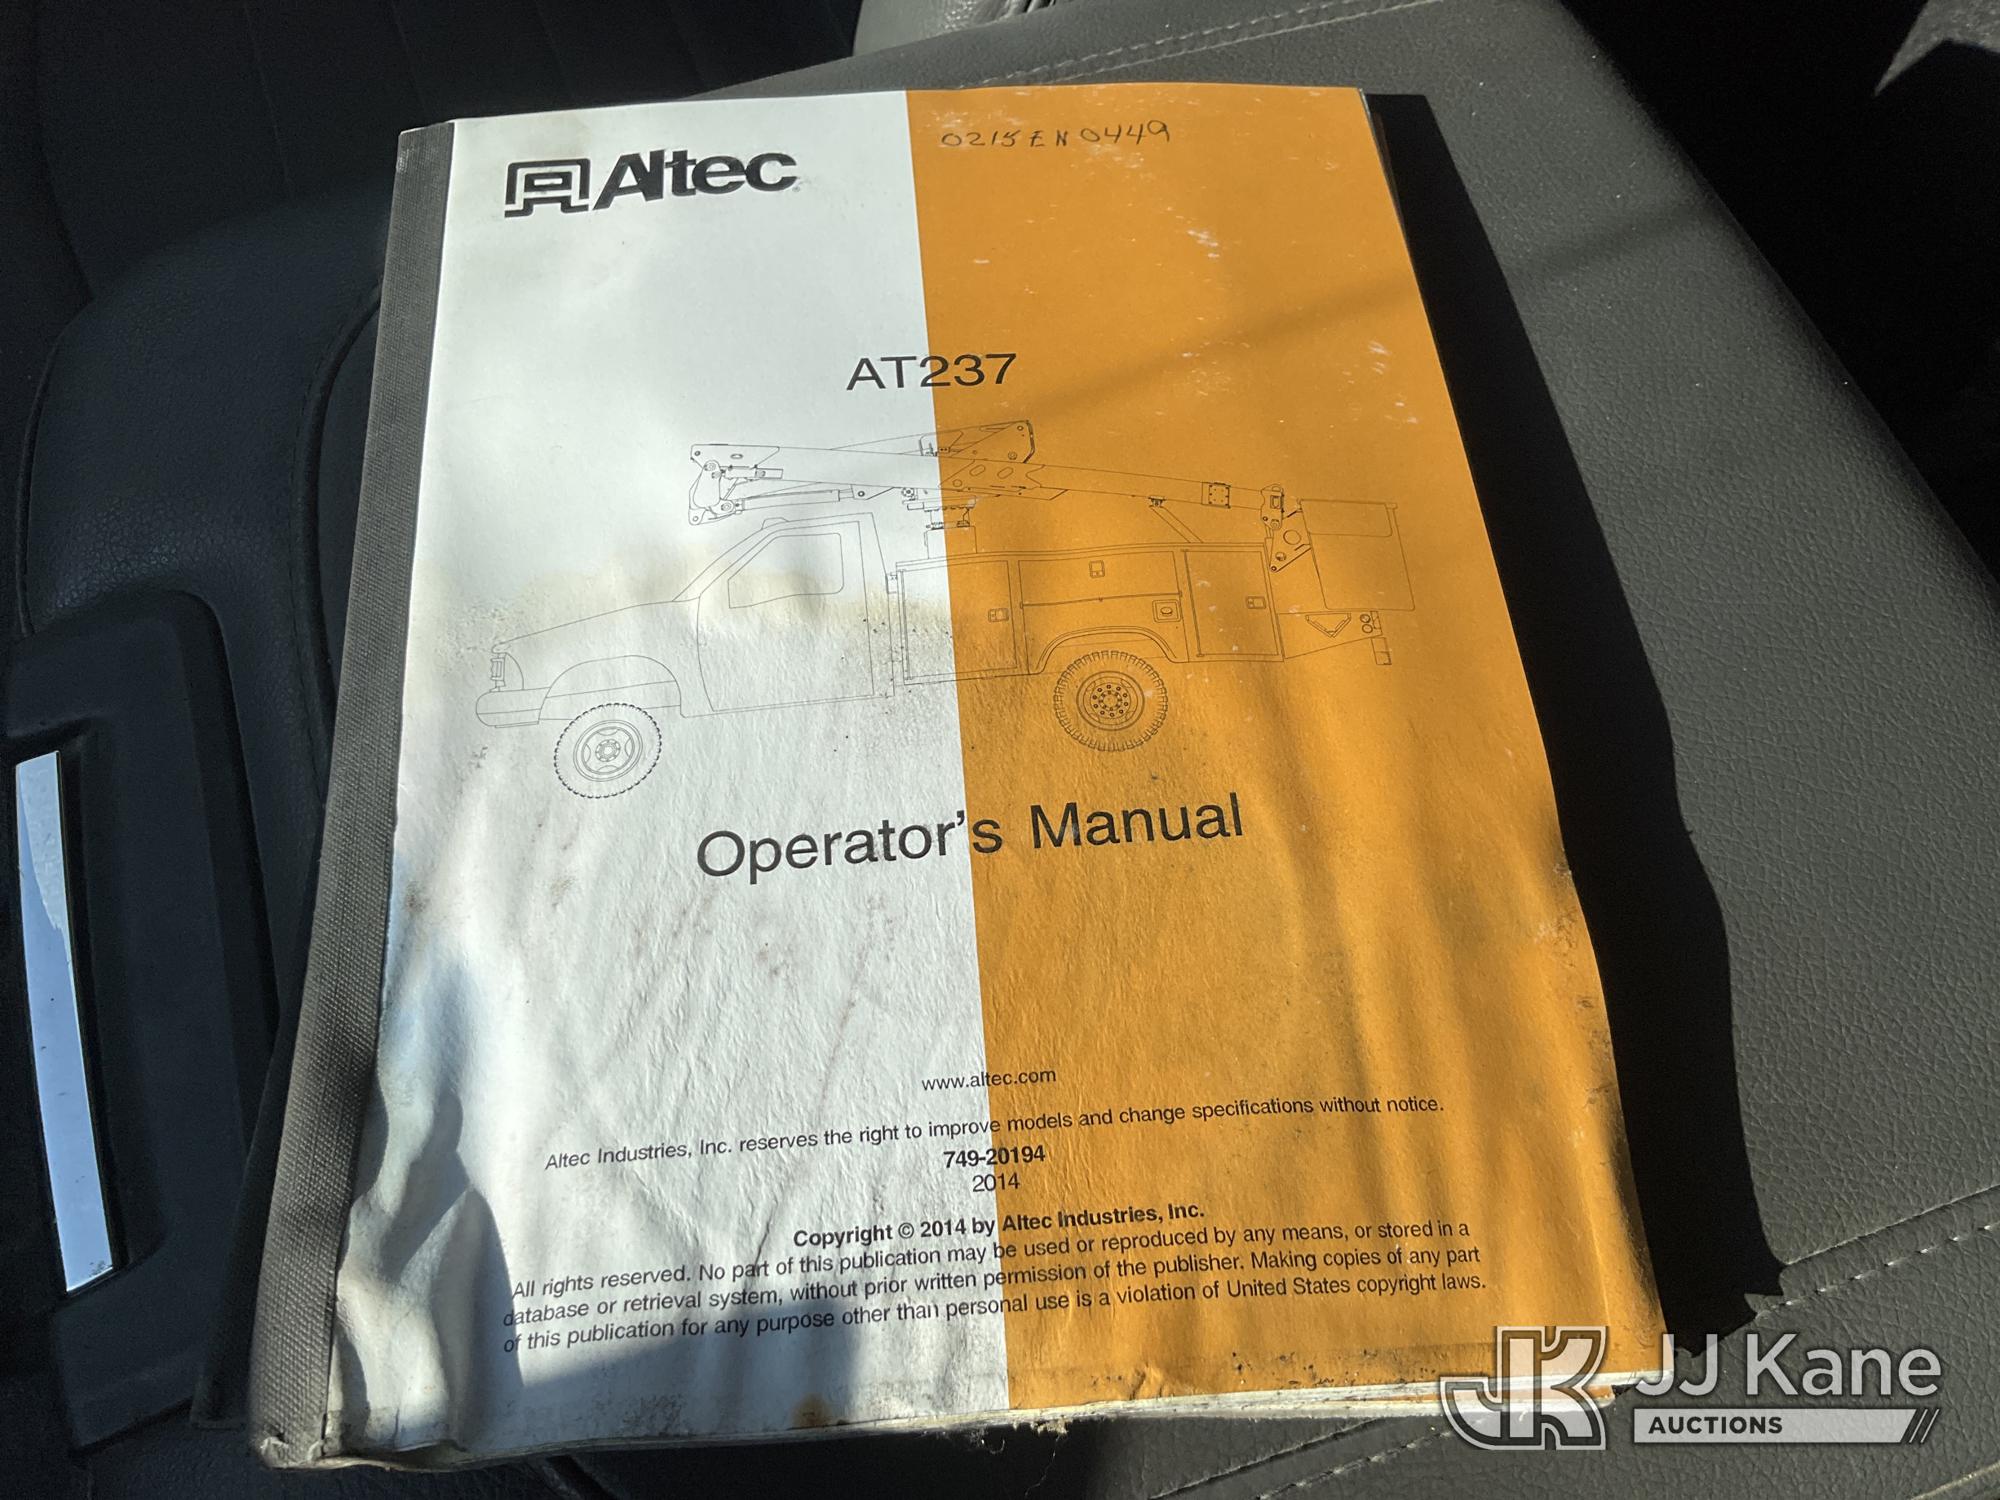 0215EN0449
Altec
AT237
Operator's Manual
www.altec.com
Altec Industries, Inc. reserves the right to improve models and change specifications without notice.
749-20194
2014
Copyright © 2014 by Altec Industries, Inc.
All rights reserved. No part of this publication may be used or reproduced by any means, or stored in a
database or retrieval system, without prior written permission of the publisher. Making copies of any part
of this publication for any purpose other than personal use is a violation of United States copyright laws.
JK JJ Kane
AUCTIONS